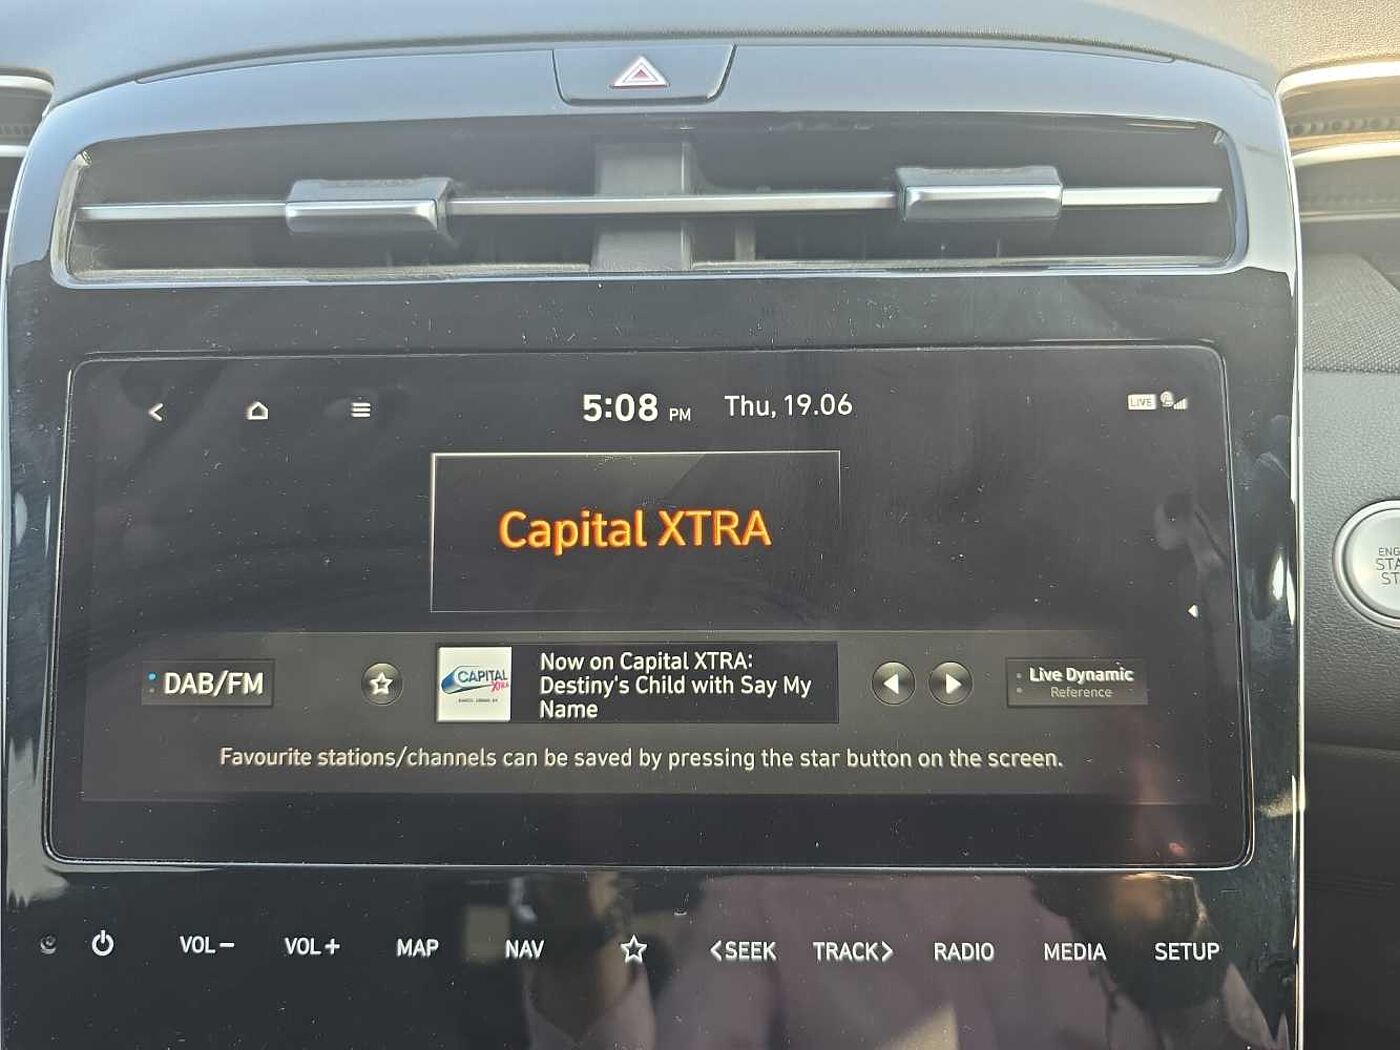 5:08 PM Thu, 19.06
LIVE
Capital XTRA
DAB/FM
CAPITAL
XTRA
Now on Capital XTRA:
Destiny's Child with Say My
Name
Live Dynamic
Reference
Favourite stations/channels can be saved by pressing the star button on the screen.
VOL− VOL+ MAP NAV <SEEK TRACK> RADIO MEDIA SETUP